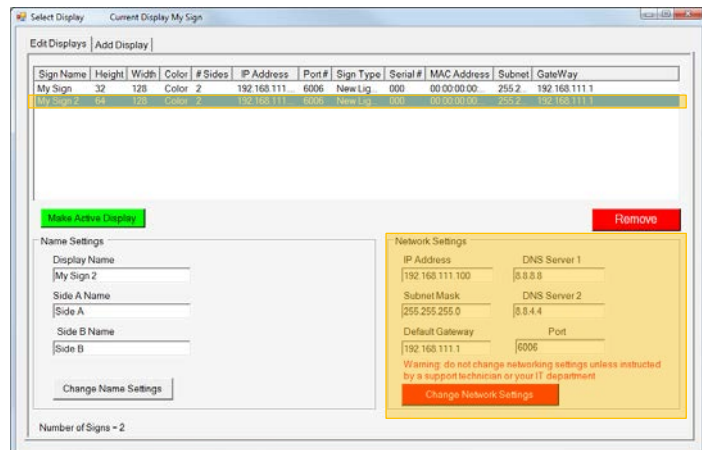 Select Display Current Display My Sign
Edit Displays Add Display
Sign Name Height Width Color # Sides IP Address Port # Sign Type Serial # MAC Address Subnet GateWay
My Sign 32 128 Color 2 192.168.111... 6006 New Lig... 000 00:00:00:00:... 255.2... 192.168.111.1
My Sign 2 64 128 Color 2 192.168.111... 6006 New Lig... 000 00:00:00:00:... 255.2... 192.168.111.1
Make Active Display Remove
Name Settings Network Settings
Display Name IP Address DNS Server 1
My Sign 2 192.168.111.100 8.8.8.8
Side A Name Subnet Mask DNS Server 2
Side A 255.255.255.0 8.8.4.4
Side B Name Default Gateway Port
Side B 192.168.111.1 6006
Warning: do not change networking settings unless instructed
by a support technician or your IT department
Change Name Settings Change Network Settings
Number of Signs = 2